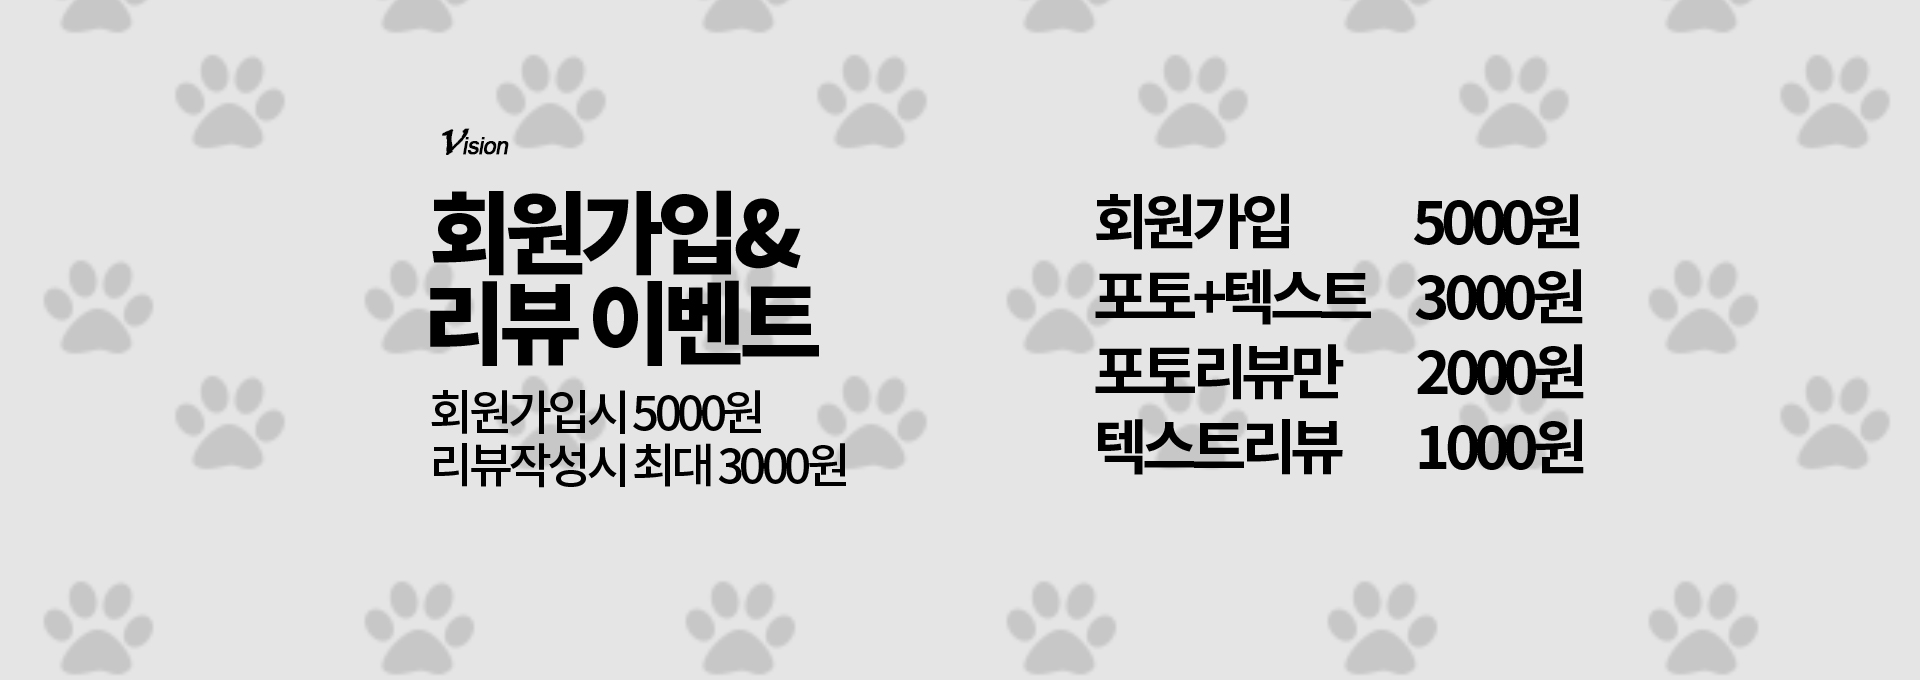 Vision
회원가입&
리뷰 이벤트
회원가입시 5000원
리뷰작성시 최대 3000원
회원가입 5000원
포토+텍스트 3000원
포토리뷰만 2000원
텍스트리뷰 1000원